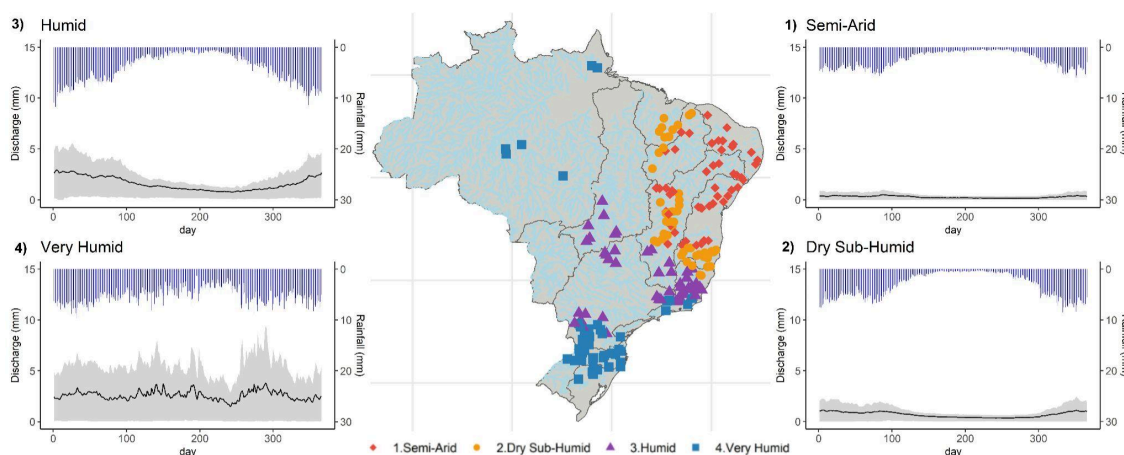 3) Humid
15
10
5
0
Discharge (mm)
0
10
20
30
Rainfall (mm)
0 100 200 300
day
4) Very Humid
15
10
5
0
Discharge (mm)
0
10
20
30
Rainfall (mm)
0 100 200 300
day
1.Semi-Arid 2.Dry Sub-Humid 3.Humid 4.Very Humid
1) Semi-Arid
15
10
5
0
Discharge (mm)
0
10
20
30
Rainfall (mm)
0 100 200 300
day
2) Dry Sub-Humid
15
10
5
0
Discharge (mm)
0
10
20
30
Rainfall (mm)
0 100 200 300
day